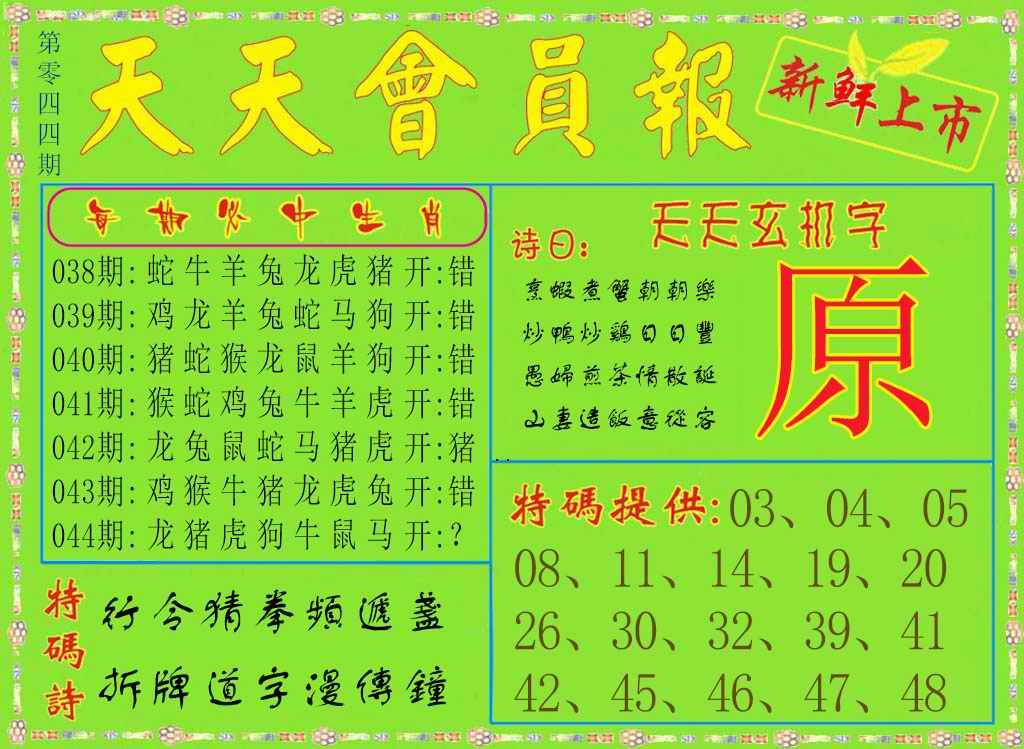 第零四四期
天天會員報
新鲜上市
每期必中生肖
038期: 蛇牛羊兔龙虎猪 开:错
039期: 鸡龙羊兔蛇马狗 开:错
040期: 猪蛇猴龙鼠羊狗 开:错
041期: 猴蛇鸡兔牛羊虎 开:错
042期: 龙兔鼠蛇马猪虎 开:猪
043期: 鸡猴牛猪龙虎兔 开:错
044期: 龙猪虎狗牛鼠马 开:?
天天玄机字
诗曰:
烹蝦煮蟹朝朝樂
炒鴨炒鷄日日豐
愚婦煎茶情散誕
山妻造飯意從容
原
特碼提供: 03、04、05
08、11、14、19、20
26、30、32、39、41
42、45、46、47、48
特碼詩
行令猜拳頻遞盞
拆牌道字漫傳鐘